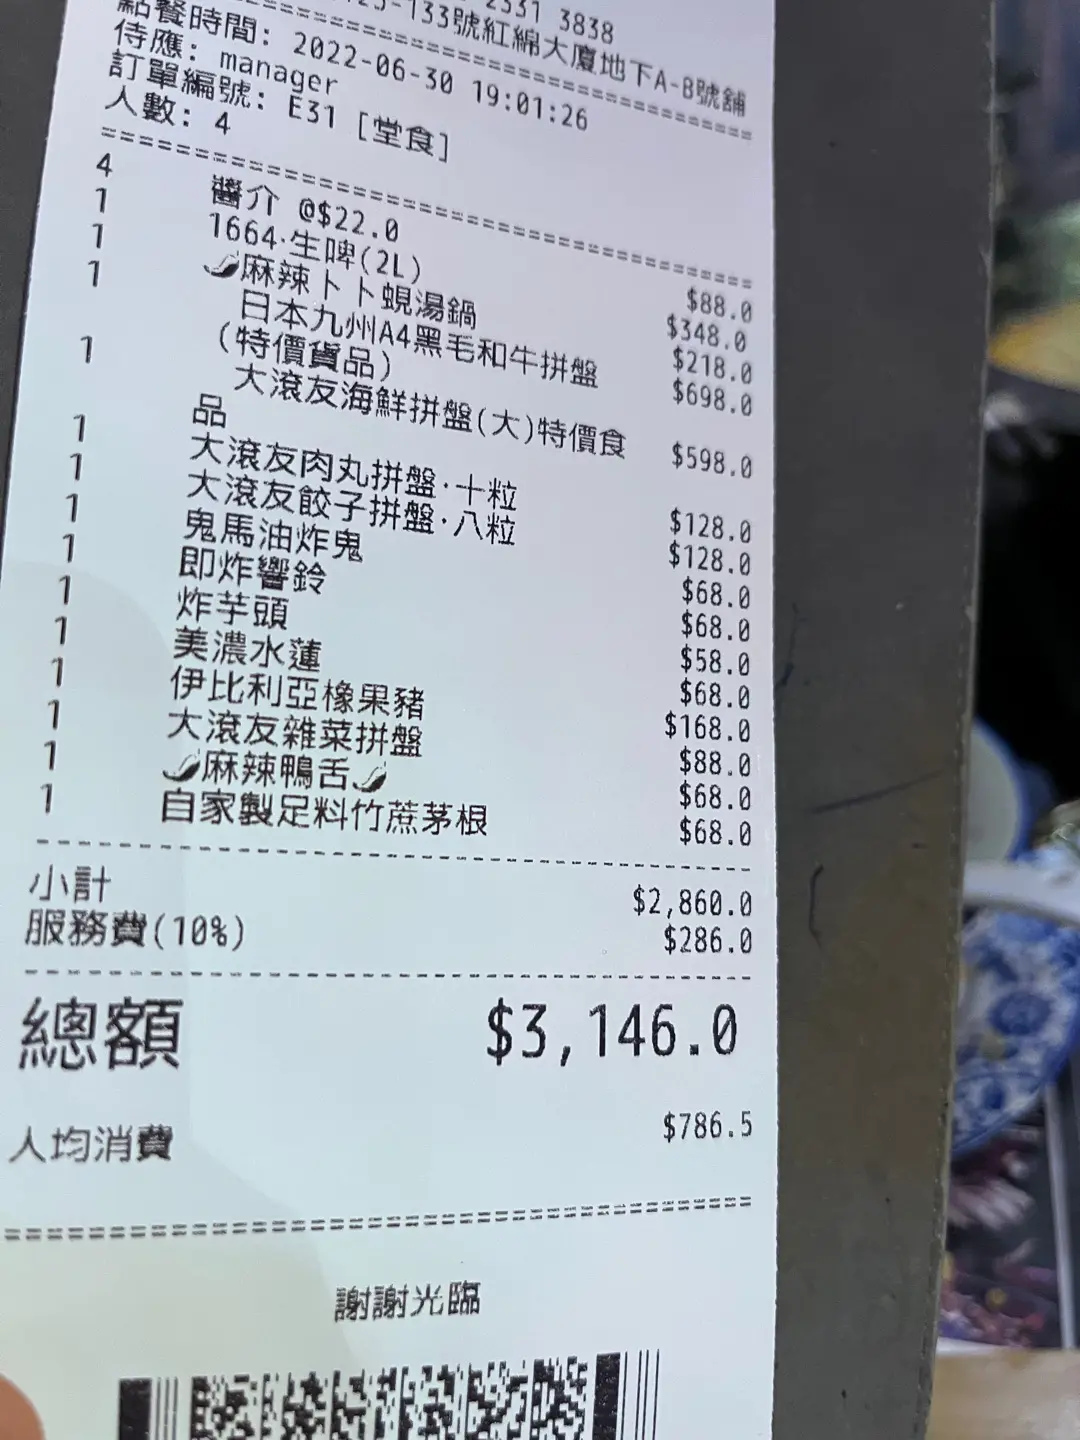 2331 3838
-133號紅綿大廈地下A-B號舖
點餐時間: 2022-06-30 19:01:26
侍應: manager
訂單編號: E31 [堂食]
人數: 4
4 醬介 @$22.0 $88.0
1 1664·生啤(2L) $348.0
1 麻辣卜卜蜆湯鍋 $218.0
1 日本九州A4黑毛和牛拼盤 $698.0
(特價貨品)
1 大滾友海鮮拼盤(大)特價食 $598.0
品
1 大滾友肉丸拼盤·十粒 $128.0
1 大滾友餃子拼盤·八粒 $128.0
1 鬼馬油炸鬼 $68.0
1 即炸響鈴 $68.0
1 炸芋頭 $58.0
1 美濃水蓮 $68.0
1 伊比利亞橡果豬 $168.0
1 大滾友雜菜拼盤 $88.0
1 麻辣鴨舌 $68.0
1 自家製足料竹蔗茅根 $68.0
小計 $2,860.0
服務費(10%) $286.0
總額 $3,146.0
人均消費 $786.5
謝謝光臨